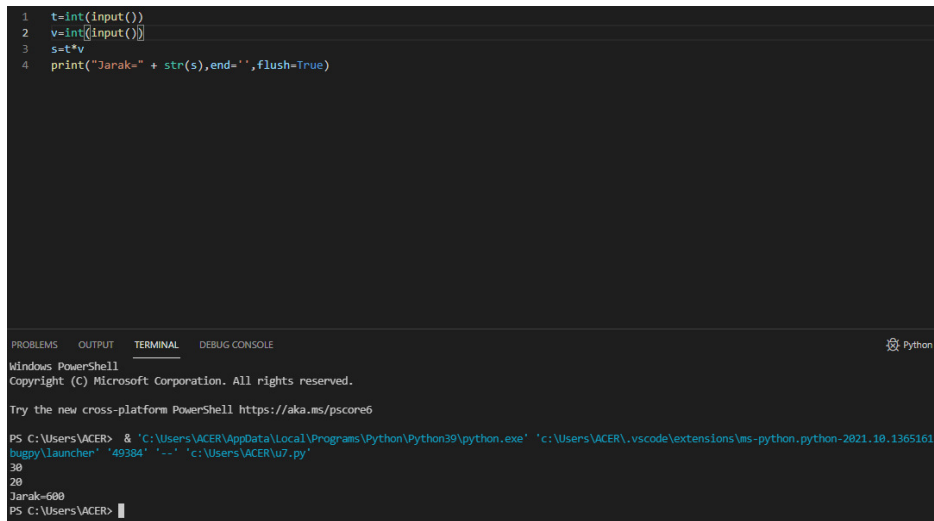 1 t=int(input())
2 v=int(input())
3 s=t*v
4 print("Jarak=" + str(s),end='',flush=True)
PROBLEMS OUTPUT TERMINAL DEBUG CONSOLE Python
Windows PowerShell
Copyright (C) Microsoft Corporation. All rights reserved.
Try the new cross-platform PowerShell https://aka.ms/pscore6
PS C:\Users\ACER> & 'C:\Users\ACER\AppData\Local\Programs\Python\Python39\python.exe' 'c:\Users\ACER\.vscode\extensions\ms-python.python-2021.10.1365161
bugpy\launcher' '49384' '--' 'c:\Users\ACER\u7.py'
30
20
Jarak=600
PS C:\Users\ACER>